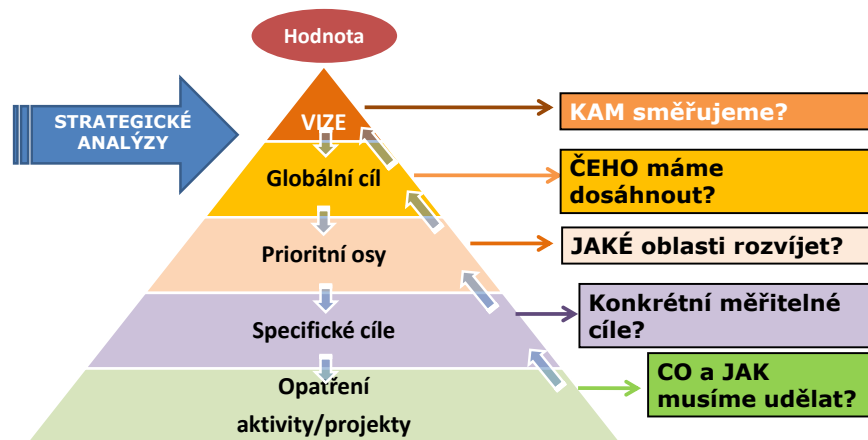 Hodnota
STRATEGICKÉ
ANALÝZY
VIZE
KAM směřujeme?
Globální cíl
ČEHO máme
dosáhnout?
Prioritní osy
JAKÉ oblasti rozvíjet?
Specifické cíle
Konkrétní měřitelné
cíle?
Opatření
aktivity/projekty
CO a JAK
musíme udělat?